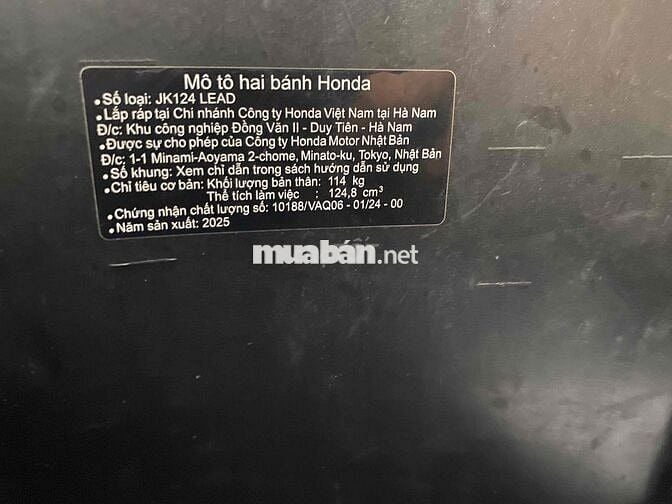 Mô tô hai bánh Honda
•Số loại: JK124 LEAD
•Lắp ráp tại Chi nhánh Công ty Honda Việt Nam tại Hà Nam
Đ/c: Khu công nghiệp Đồng Văn II - Duy Tiên - Hà Nam
•Được sự cho phép của Công ty Honda Motor Nhật Bản
Đ/c: 1-1 Minami-Aoyama 2-chome, Minato-ku, Tokyo, Nhật Bản
•Số khung: Xem chỉ dẫn trong sách hướng dẫn sử dụng
•Chỉ tiêu cơ bản: Khối lượng bản thân: 114 kg
Thể tích làm việc : 124,8 cm³
•Chứng nhận chất lượng số: 10188/VAQ06 - 01/24 - 00
•Năm sản xuất: 2025
muabán.net